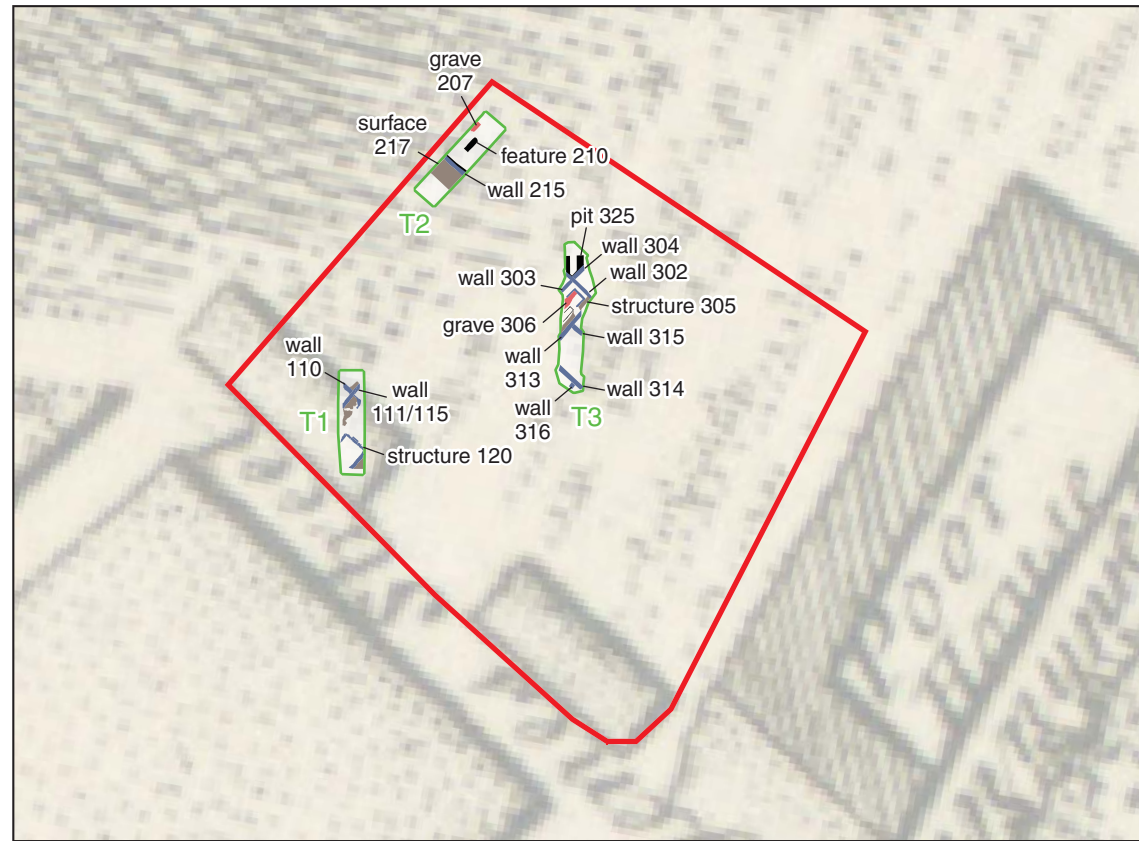 grave
207
surface
217
feature 210
wall 215
T2
pit 325
wall 304
wall 303
wall 302
structure 305
grave 306
wall 315
wall
313
wall 314
wall
316
T3
wall
110
wall
111/115
T1
structure 120